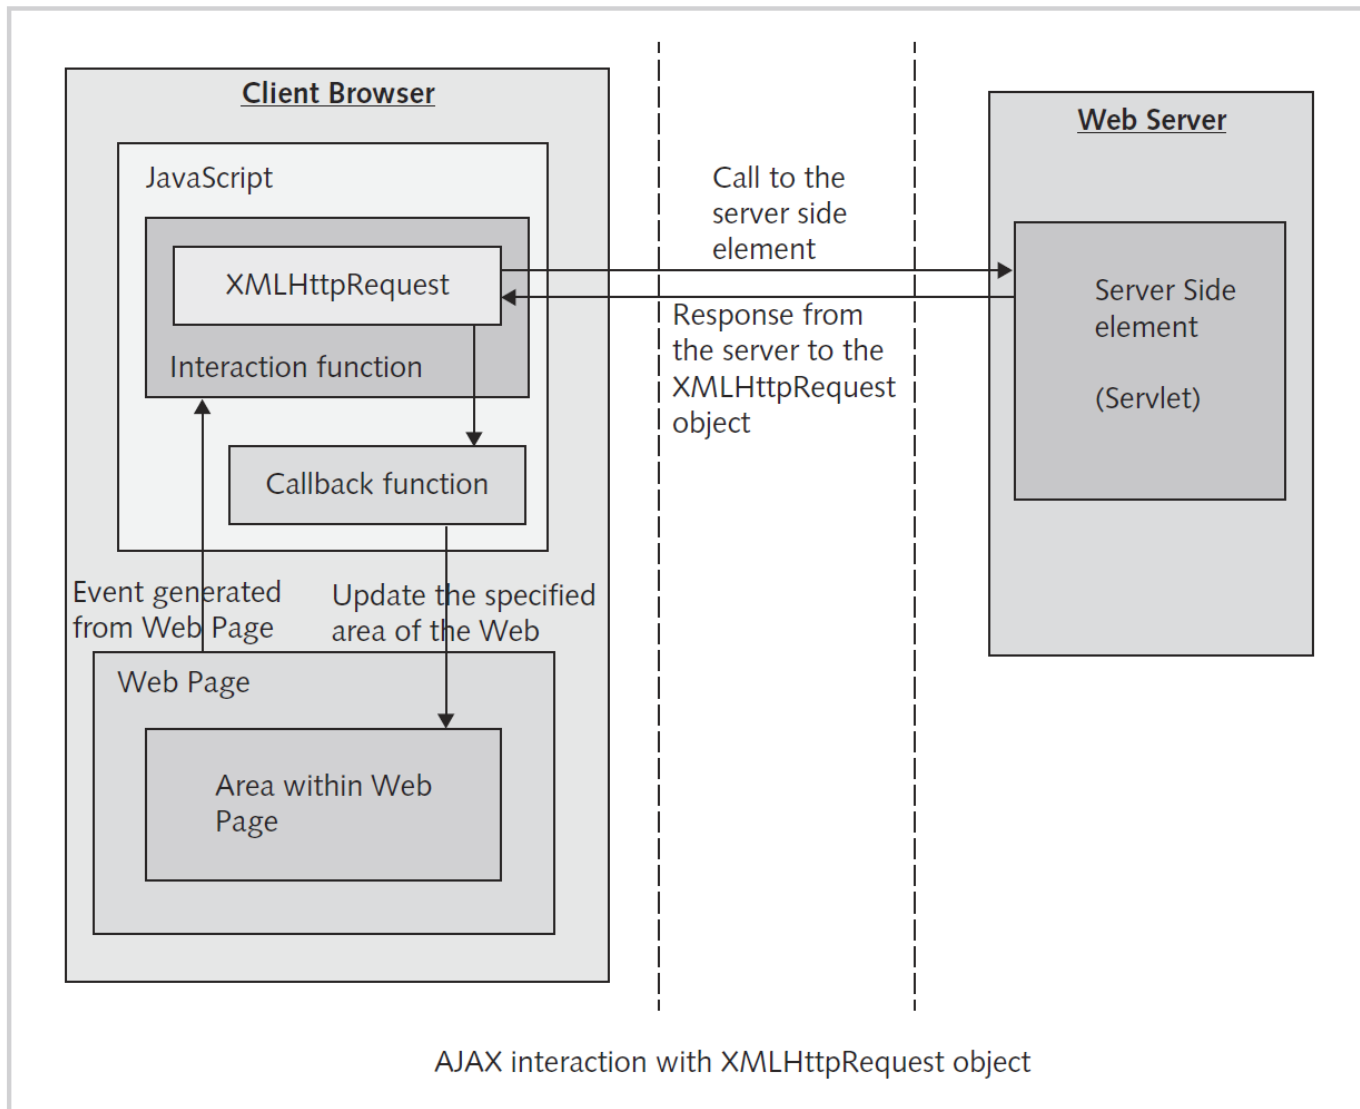 Client Browser
JavaScript
XMLHttpRequest
Interaction function
Callback function
Event generated
from Web Page
Update the specified
area of the Web
Web Page
Area within Web
Page
Call to the
server side
element
Response from
the server to the
XMLHttpRequest
object
Web Server
Server Side
element
(Servlet)
AJAX interaction with XMLHttpRequest object